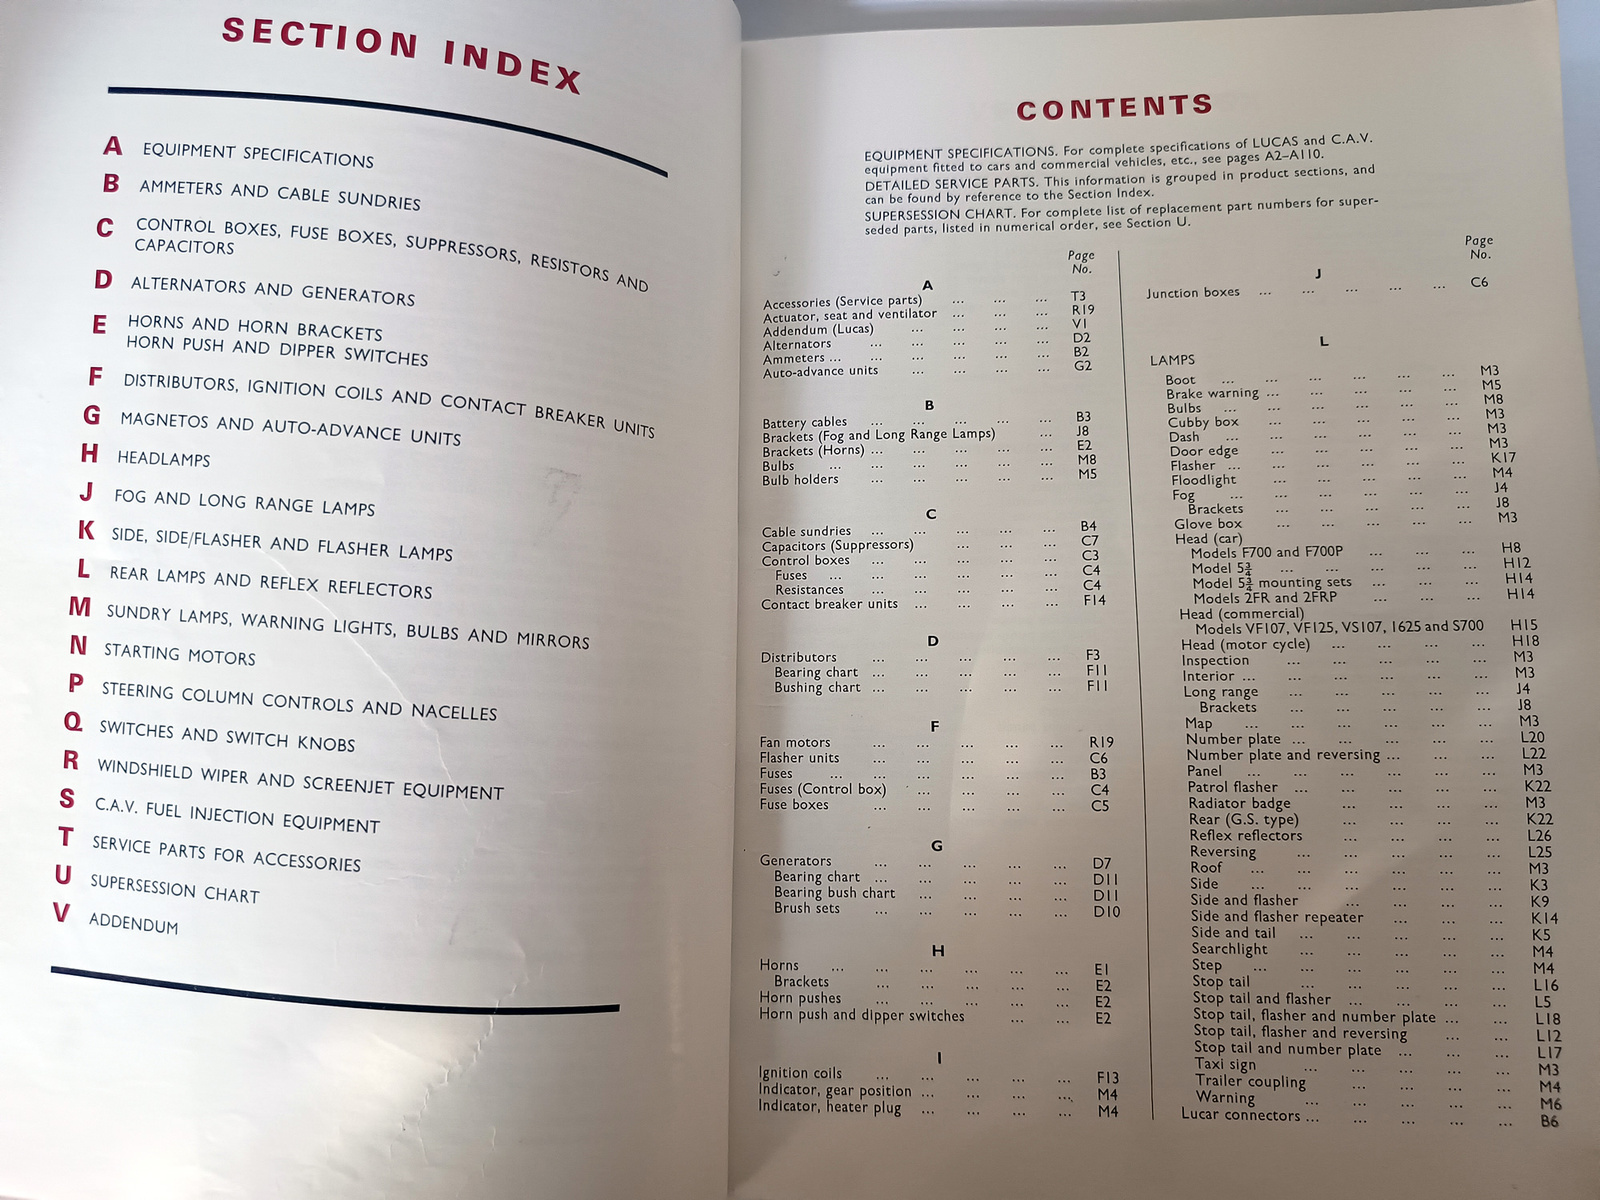 SECTION INDEX
A EQUIPMENT SPECIFICATIONS
B AMMETERS AND CABLE SUNDRIES
C CONTROL BOXES, FUSE BOXES, SUPPRESSORS, RESISTORS AND
CAPACITORS
D ALTERNATORS AND GENERATORS
E HORNS AND HORN BRACKETS
HORN PUSH AND DIPPER SWITCHES
F DISTRIBUTORS, IGNITION COILS AND CONTACT BREAKER UNITS
G MAGNETOS AND AUTO-ADVANCE UNITS
H HEADLAMPS
J FOG AND LONG RANGE LAMPS
K SIDE, SIDE/FLASHER AND FLASHER LAMPS
L REAR LAMPS AND REFLEX REFLECTORS
M SUNDRY LAMPS, WARNING LIGHTS, BULBS AND MIRRORS
N STARTING MOTORS
P STEERING COLUMN CONTROLS AND NACELLES
Q SWITCHES AND SWITCH KNOBS
R WINDSHIELD WIPER AND SCREENJET EQUIPMENT
S C.A.V. FUEL INJECTION EQUIPMENT
T SERVICE PARTS FOR ACCESSORIES
U SUPERSESSION CHART
V ADDENDUM
CONTENTS
EQUIPMENT SPECIFICATIONS. For complete specifications of LUCAS and C.A.V.
equipment fitted to cars and commercial vehicles, etc., see pages A2-A110.
DETAILED SERVICE PARTS. This information is grouped in product sections, and
can be found by reference to the Section Index.
SUPERSESSION CHART. For complete list of replacement part numbers for super-
seded parts, listed in numerical order, see Section U.
Page
No.
A
Accessories (Service parts) ... ... ... T3
Actuator, seat and ventilator ... ... ... R19
Addendum (Lucas) ... ... ... ... V1
Alternators ... ... ... ... D2
Ammeters ... ... ... ... ... B2
Auto-advance units ... ... ... ... G2
B
Battery cables ... ... ... ... ... B3
Brackets (Fog and Long Range Lamps) ... J8
Brackets (Horns) ... ... ... ... ... E2
Bulbs ... ... ... ... ... ... M8
Bulb holders ... ... ... ... ... M5
C
Cable sundries ... ... ... ... ... B4
Capacitors (Suppressors) ... ... ... C7
Control boxes ... ... ... ... ... C3
Fuses ... ... ... ... ... ... C4
Resistances ... ... ... ... ... C4
Contact breaker units ... ... ... ... F14
D
Distributors ... ... ... ... ... F3
Bearing chart ... ... ... ... ... F11
Bushing chart ... ... ... ... ... F11
F
Fan motors ... ... ... ... ... R19
Flasher units ... ... ... ... ... C6
Fuses ... ... ... ... ... ... B3
Fuses (Control box) ... ... ... ... C4
Fuse boxes ... ... ... ... ... C5
G
Generators ... ... ... ... ... D7
Bearing chart ... ... ... ... ... D11
Bearing bush chart ... ... ... ... D11
Brush sets ... ... ... ... ... D10
H
Horns ... ... ... ... ... ... E1
Brackets ... ... ... ... ... E2
Horn pushes ... ... ... ... ... E2
Horn push and dipper switches ... ... E2
I
Ignition coils ... ... ... ... ... F13
Indicator, gear position ... ... ... ... M4
Indicator, heater plug ... ... ... ... M4
Page
No.
J
Junction boxes ... ... ... ... ... C6
L
LAMPS
Boot ... ... ... ... ... ... M3
Brake warning ... ... ... ... ... M5
Bulbs ... ... ... ... ... ... M8
Cubby box ... ... ... ... ... M3
Dash ... ... ... ... ... ... M3
Door edge ... ... ... ... ... M3
Flasher ... ... ... ... ... ... K17
Floodlight ... ... ... ... ... M4
Fog ... ... ... ... ... ... J4
Brackets ... ... ... ... ... J8
Glove box ... ... ... ... ... M3
Head (car)
Models F700 and F700P ... ... ... H8
Model 5¾ ... ... ... ... ... H12
Model 5¾ mounting sets ... ... ... H14
Models 2FR and 2FRP ... ... ... H14
Head (commercial)
Models VF107, VF125, VS107, 1625 and S700 H15
Head (motor cycle) ... ... ... ... H18
Inspection ... ... ... ... ... M3
Interior ... ... ... ... ... ... M3
Long range ... ... ... ... ... J4
Brackets ... ... ... ... ... J8
Map ... ... ... ... ... ... M3
Number plate ... ... ... ... ... L20
Number plate and reversing ... ... ... L22
Panel ... ... ... ... ... ... M3
Patrol flasher ... ... ... ... ... K22
Radiator badge ... ... ... ... M3
Rear (G.S. type) ... ... ... ... K22
Reflex reflectors ... ... ... ... L26
Reversing ... ... ... ... ... L25
Roof ... ... ... ... ... ... M3
Side ... ... ... ... ... ... K3
Side and flasher ... ... ... ... K9
Side and flasher repeater ... ... ... K14
Side and tail ... ... ... ... ... K5
Searchlight ... ... ... ... ... M4
Step ... ... ... ... ... ... M4
Stop tail ... ... ... ... ... L16
Stop tail and flasher ... ... ... ... L5
Stop tail, flasher and number plate ... ... L18
Stop tail, flasher and reversing ... ... L12
Stop tail and number plate ... ... ... L17
Taxi sign ... ... ... ... ... M3
Trailer coupling ... ... ... ... M4
Warning ... ... ... ... ... M6
Lucar connectors ... ... ... ... ... B6